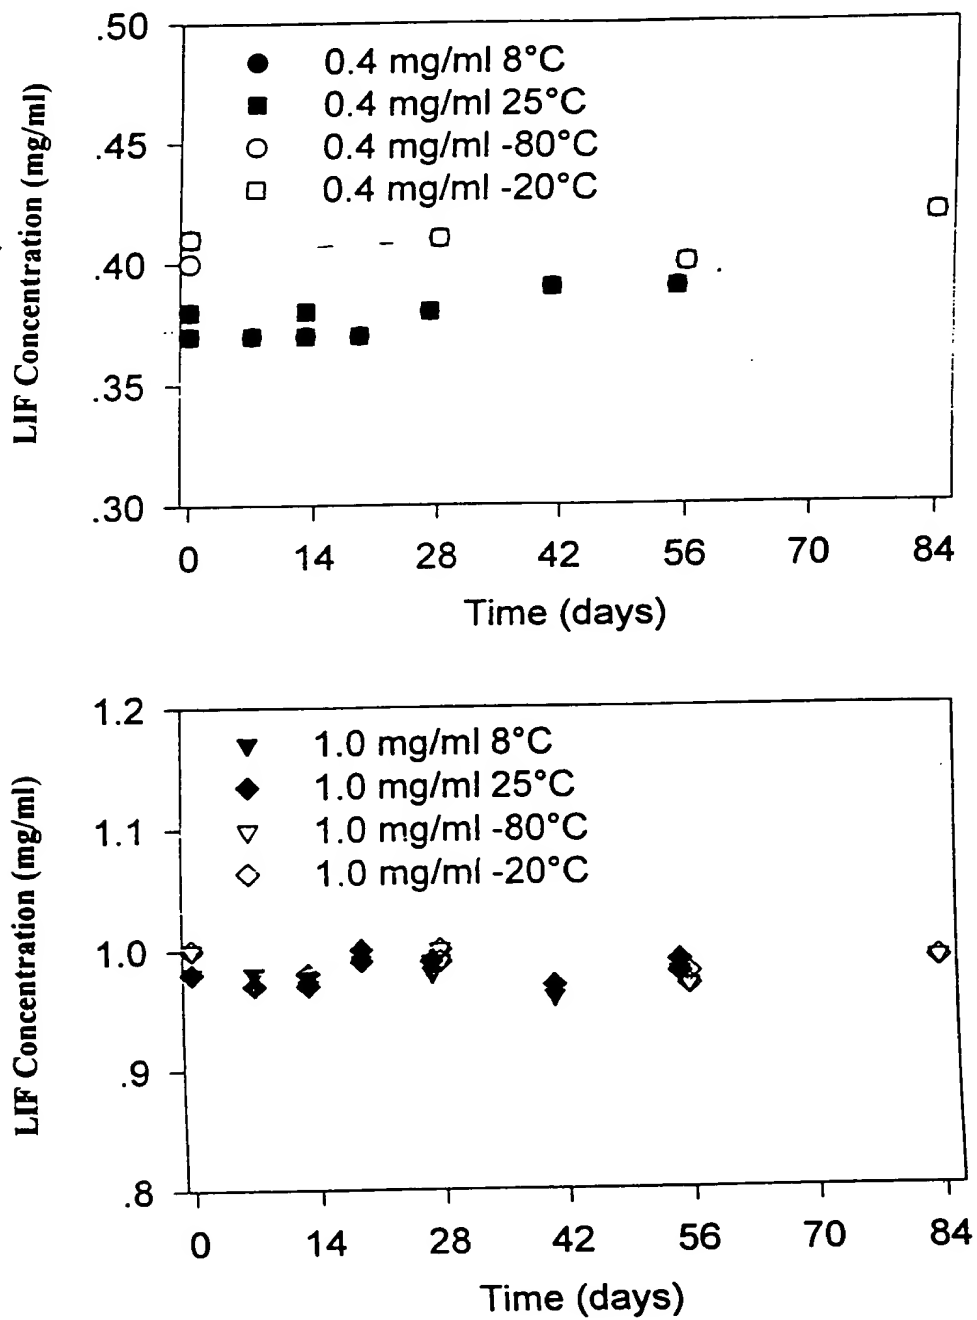 .50
0.4 mg/ml 8°C
0.4 mg/ml 25°C
.45
0.4 mg/ml -80°C
0.4 mg/ml -20°C
.40
.35
.30
LIF Concentration (mg/ml)
0 14 28 42 56 70 84
Time (days)
1.2
1.0 mg/ml 8°C
1.0 mg/ml 25°C
1.1
1.0 mg/ml -80°C
1.0 mg/ml -20°C
1.0
.9
.8
LIF Concentration (mg/ml)
0 14 28 42 56 70 84
Time (days)